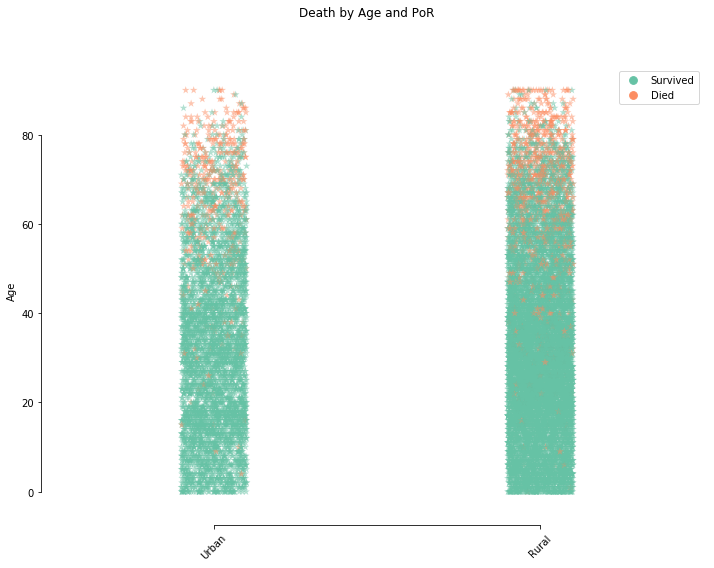 Death by Age and PoR
Survived
Died
80
60
40
20
0
Age
Urban
Rural